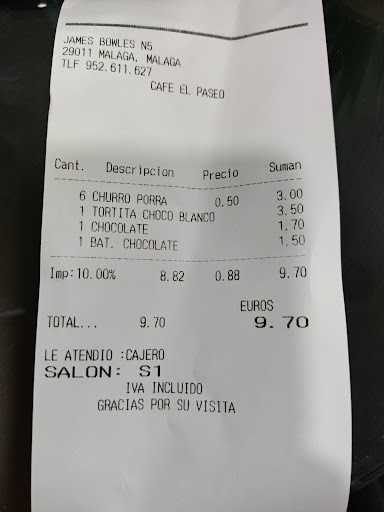 JAMES BOWLES N5
29011 MALAGA, MALAGA
TLF 952.611.627
CAFE EL PASEO
Cant. Descripcion Precio Suman
6 CHURRO PORRA 0.50 3.00
1 TORTITA CHOCO BLANCO 3.50
1 CHOCOLATE 1.70
1 BAT. CHOCOLATE 1.50
Imp:10.00% 8.82 0.88 9.70
EUROS
TOTAL... 9.70 9.70
LE ATENDIO :CAJERO
SALON: S1
IVA INCLUIDO
GRACIAS POR SU VISITA